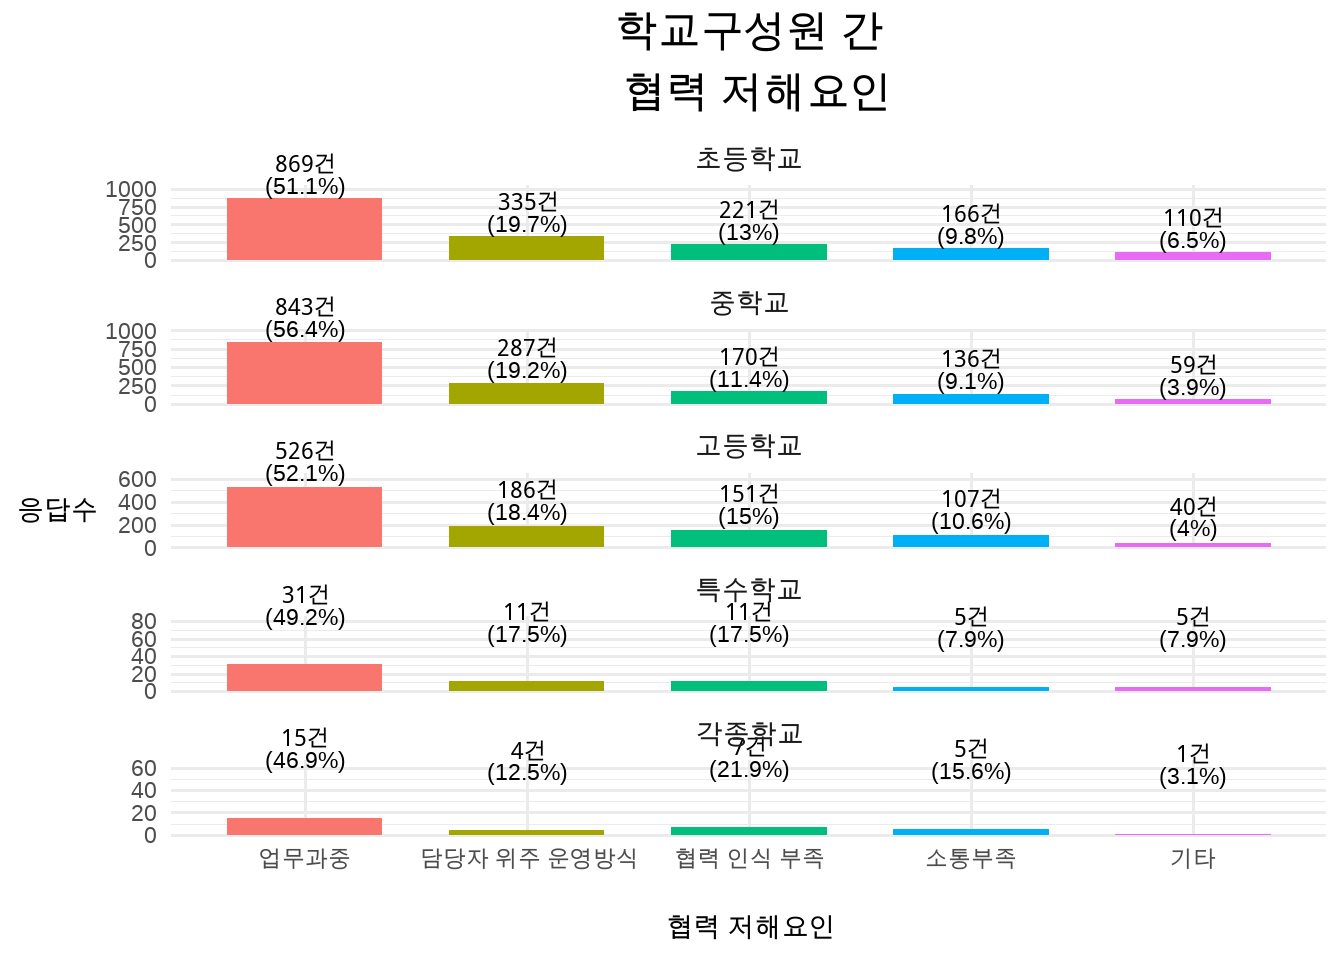 학교구성원 간
협력 저해요인
응답수
초등학교
1000
750
500
250
0
869건
(51.1%)
335건
(19.7%)
221건
(13%)
166건
(9.8%)
110건
(6.5%)
중학교
1000
750
500
250
0
843건
(56.4%)
287건
(19.2%)
170건
(11.4%)
136건
(9.1%)
59건
(3.9%)
고등학교
600
400
200
0
526건
(52.1%)
186건
(18.4%)
151건
(15%)
107건
(10.6%)
40건
(4%)
특수학교
80
60
40
20
0
31건
(49.2%)
11건
(17.5%)
11건
(17.5%)
5건
(7.9%)
5건
(7.9%)
각종학교
60
40
20
0
15건
(46.9%)
4건
(12.5%)
7건
(21.9%)
5건
(15.6%)
1건
(3.1%)
업무과중
담당자 위주 운영방식
협력 인식 부족
소통부족
기타
협력 저해요인